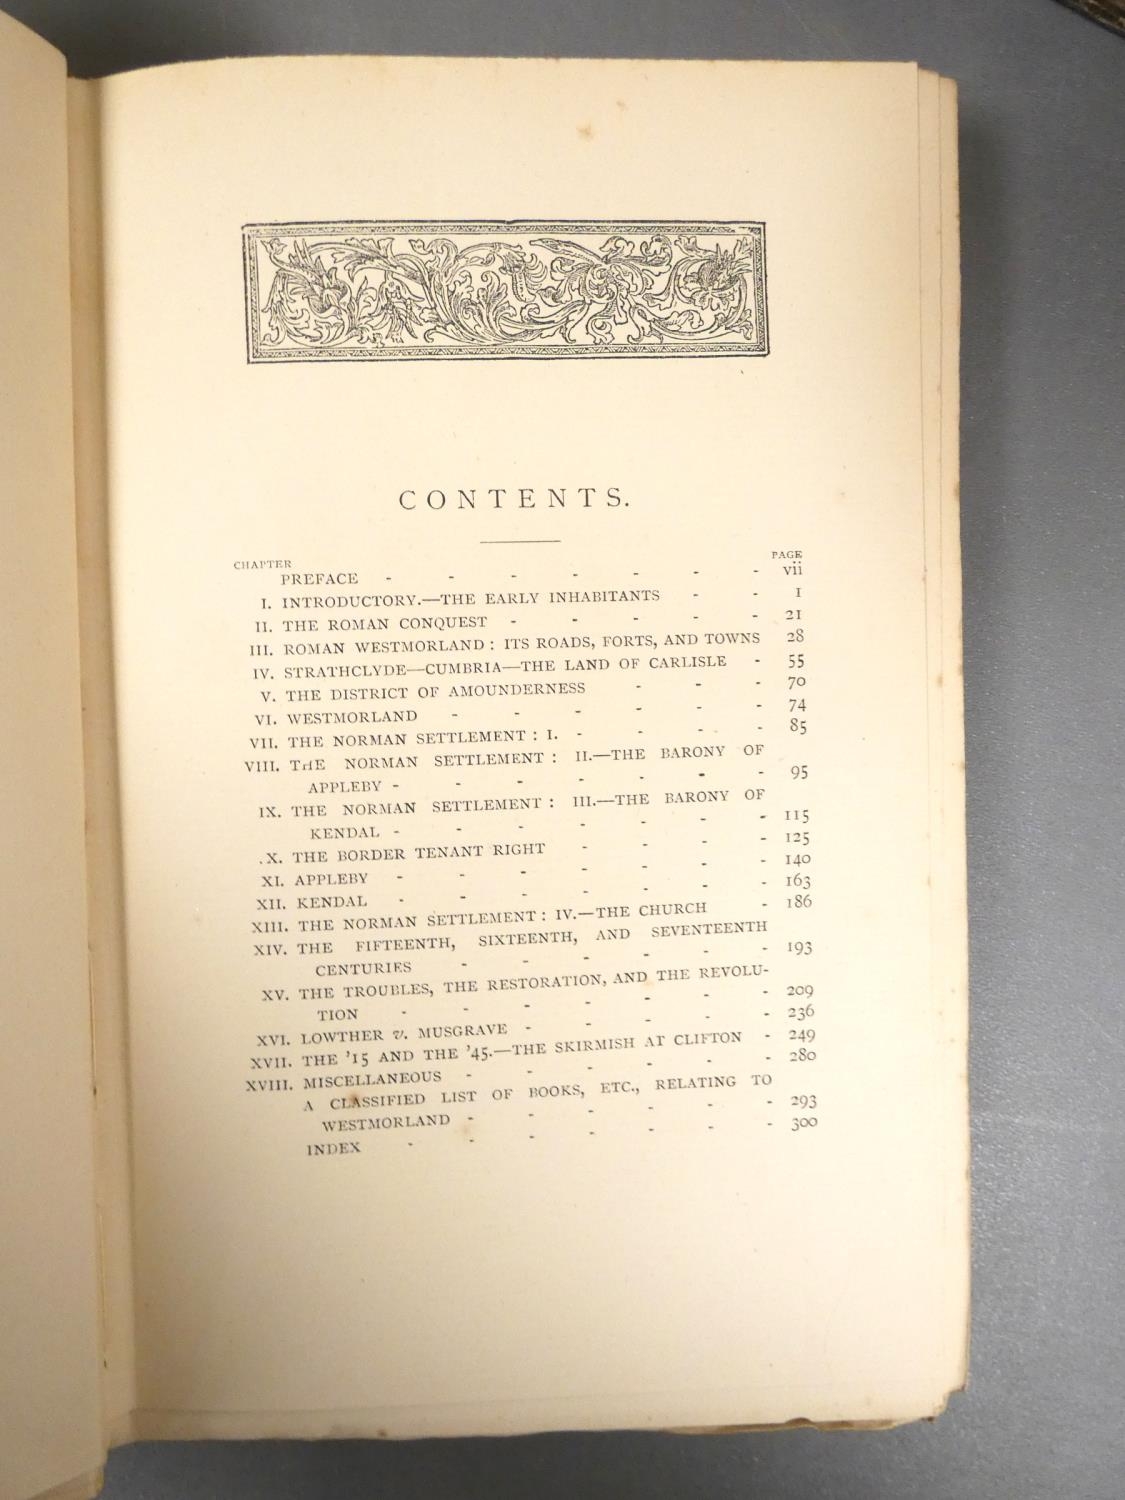 CONTENTS.
CHAPTER PAGE
PREFACE - - - - - - - vii
I. INTRODUCTORY.—THE EARLY INHABITANTS - - 1
II. THE ROMAN CONQUEST - - - - - 21
III. ROMAN WESTMORLAND: ITS ROADS, FORTS, AND TOWNS 28
IV. STRATHCLYDE—CUMBRIA—THE LAND OF CARLISLE - 55
V. THE DISTRICT OF AMOUNDERNESS - - - 70
VI. WESTMORLAND - - - - - - 74
VII. THE NORMAN SETTLEMENT: I. - - - - 85
VIII. THE NORMAN SETTLEMENT: II.—THE BARONY OF
APPLEBY - - - - - - - 95
IX. THE NORMAN SETTLEMENT: III.—THE BARONY OF
KENDAL - - - - - - - 115
X. THE BORDER TENANT RIGHT - - - - 125
XI. APPLEBY - - - - - - - 140
XII. KENDAL - - - - - - - 163
XIII. THE NORMAN SETTLEMENT: IV.—THE CHURCH - 186
XIV. THE FIFTEENTH, SIXTEENTH, AND SEVENTEENTH
CENTURIES - - - - - - 193
XV. THE TROUBLES, THE RESTORATION, AND THE REVOLU-
TION - - - - - - - 209
XVI. LOWTHER v. MUSGRAVE - - - - - 236
XVII. THE '15 AND THE '45.—THE SKIRMISH AT CLIFTON - 249
XVIII. MISCELLANEOUS - - - - - - 280
A CLASSIFIED LIST OF BOOKS, ETC., RELATING TO
WESTMORLAND - - - - - - 293
INDEX - - - - - - - 300